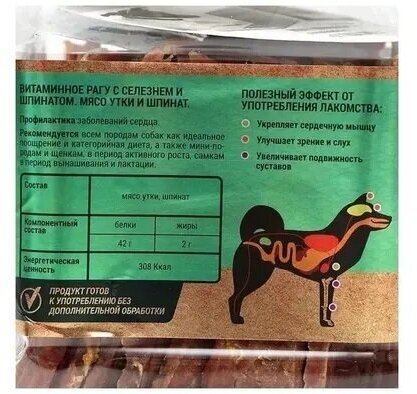 ВИТАМИННОЕ РАГУ С СЕЛЕЗНЕМ И
ШПИНАТОМ. МЯСО УТКИ И ШПИНАТ.
Профилактика заболеваний сердца.
Рекомендуется всем породам собак как идеальное
поощрение и категорийная диета, а также мини-по-
родам и щенкам, в период активного роста, самкам
в период вынашивания и лактации.
Состав
мясо утки, шпинат
Компонентный
состав
белки
жиры
42 г
2 г
Энергетическая
ценность
308 Ккал
ПРОДУКТ ГОТОВ
К УПОТРЕБЛЕНИЮ БЕЗ
ДОПОЛНИТЕЛЬНОЙ ОБРАБОТКИ
ПОЛЕЗНЫЙ ЭФФЕКТ ОТ
УПОТРЕБЛЕНИЯ ЛАКОМСТВА:
Укрепляет сердечную мышцу
Улучшает зрение и слух
Увеличивает подвижность
суставов